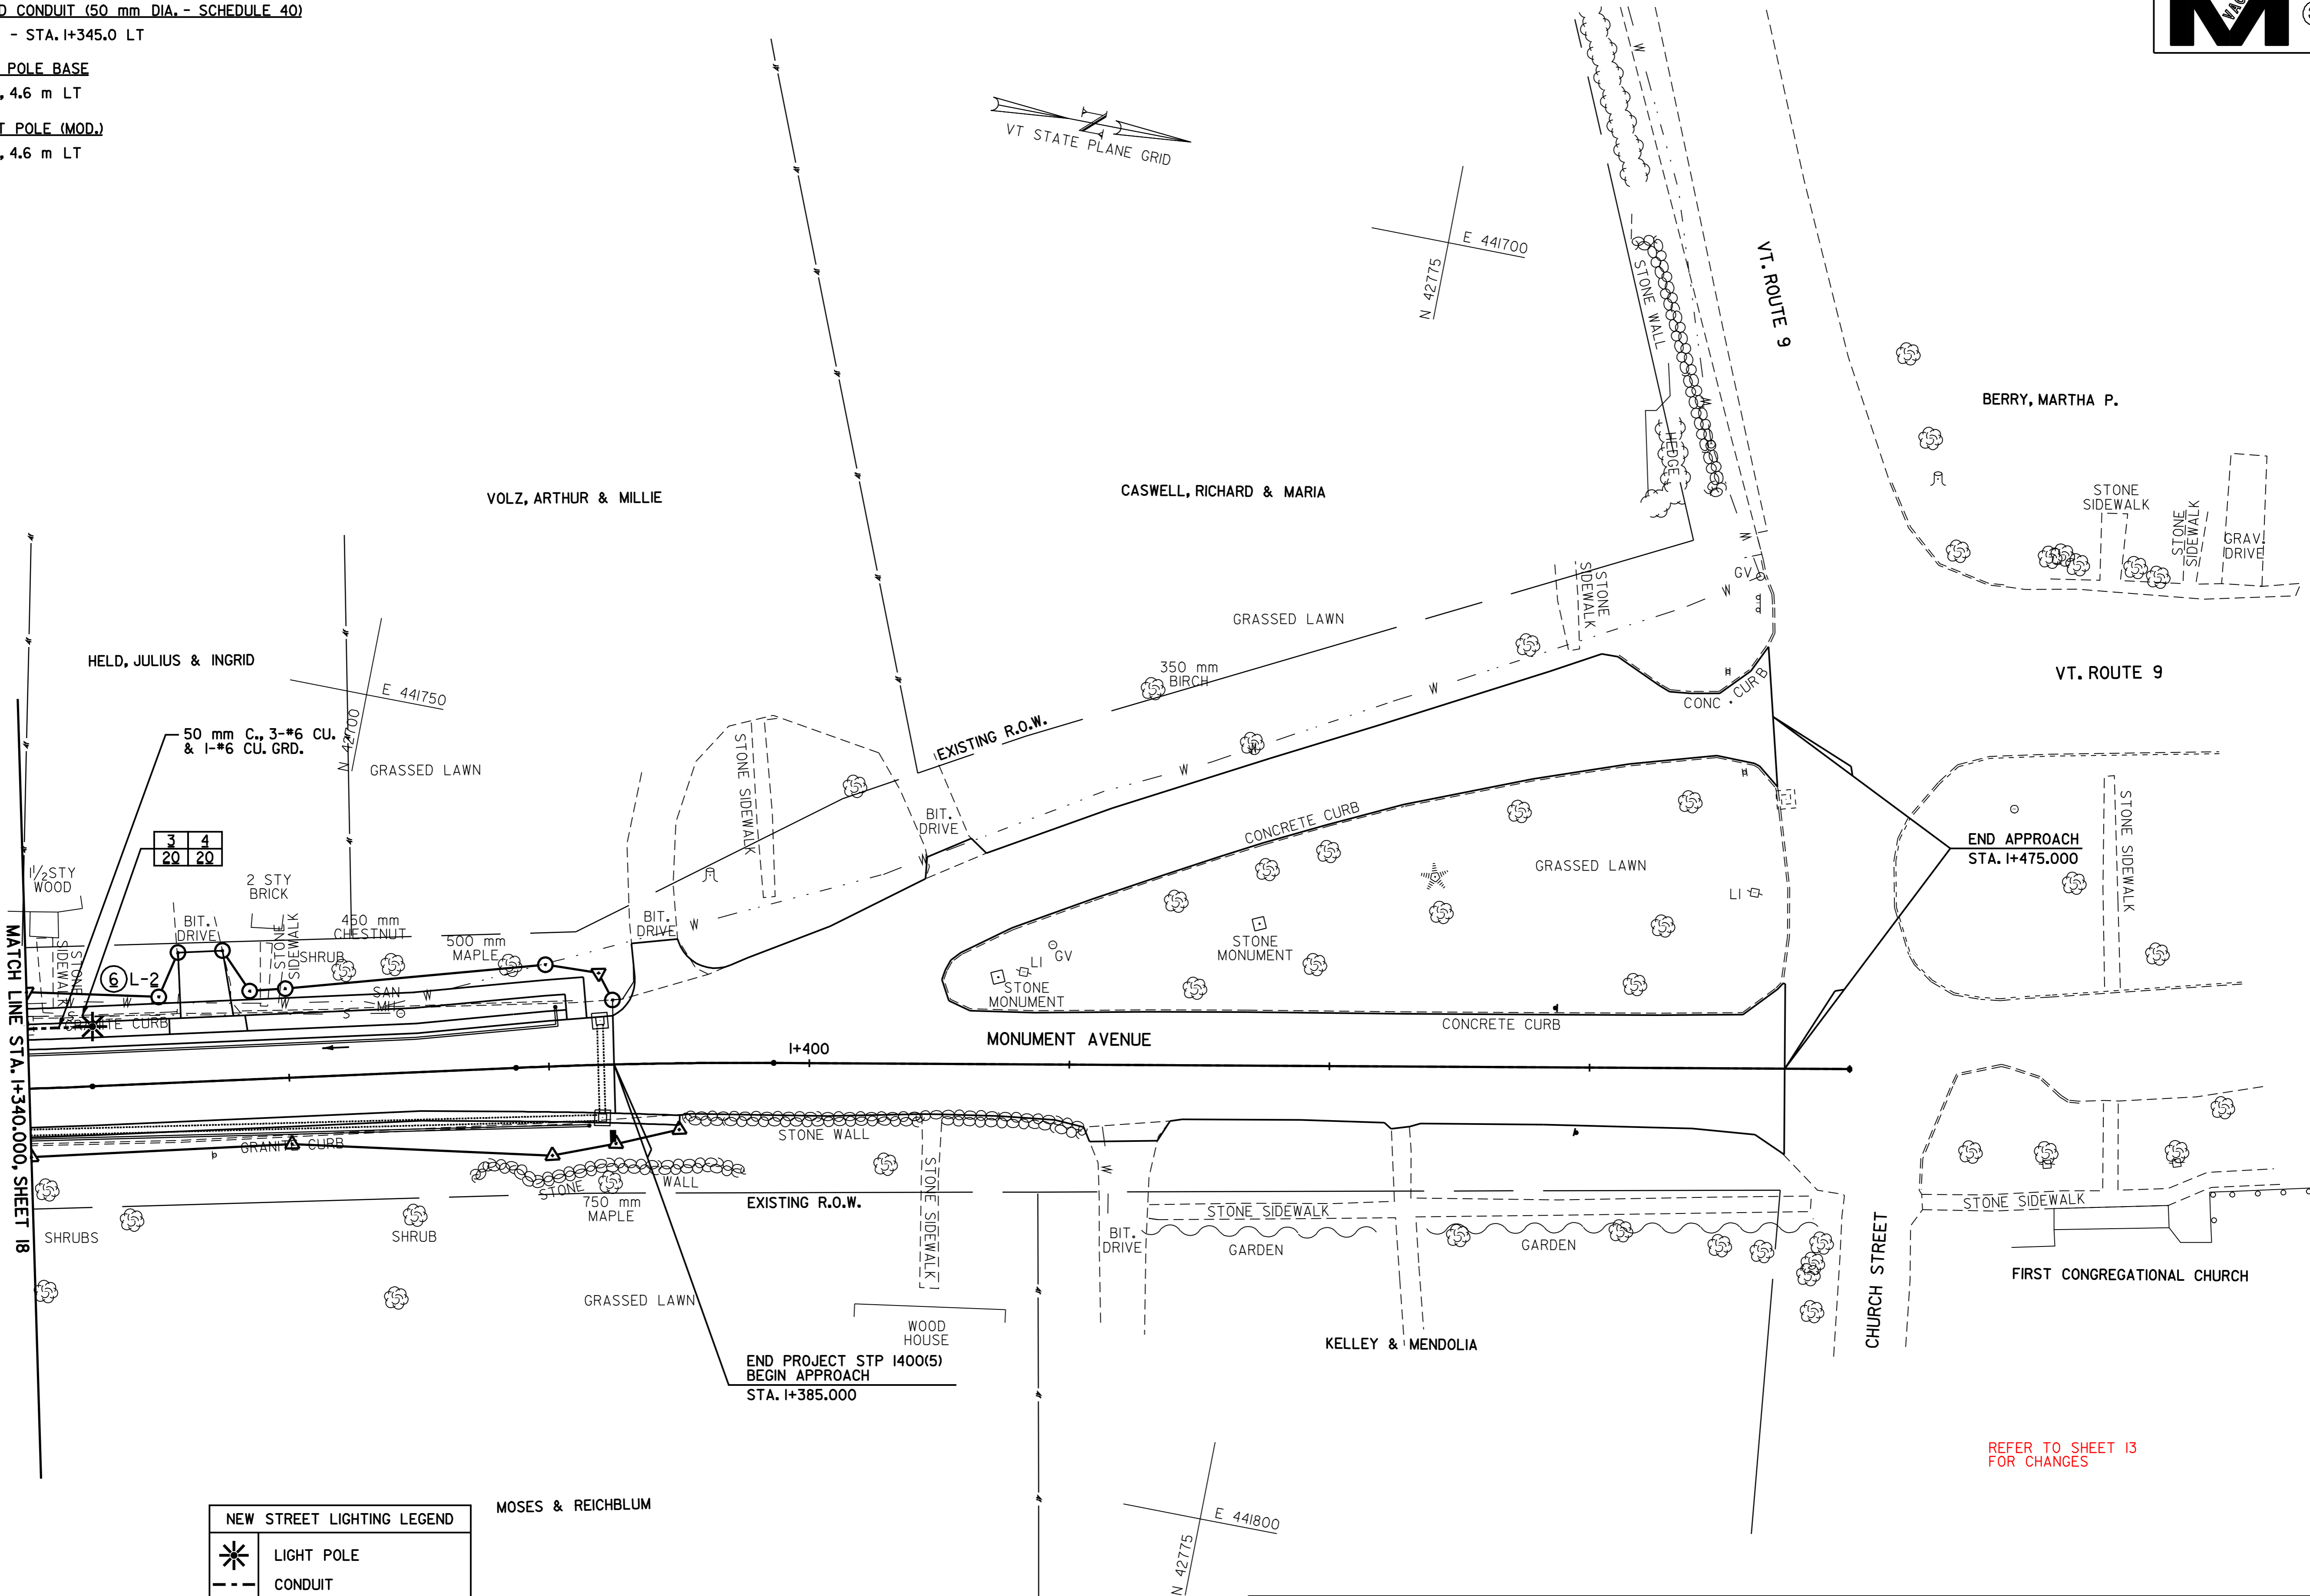 D CONDUIT (50 mm DIA. - SCHEDULE 40)
- STA. 1+345.0 LT
POLE BASE
, 4.6 m LT
T POLE (MOD.)
, 4.6 m LT
M
VT STATE PLANE GRID
E 441700
N 42775
STONE WALL
HEDGE
VT. ROUTE 9
BERRY, MARTHA P.
STONE
SIDEWALK
STONE
SIDEWALK
GRAV.
DRIVE
VOLZ, ARTHUR & MILLIE
CASWELL, RICHARD & MARIA
GV
STONE
SIDEWALK
GRASSED LAWN
HELD, JULIUS & INGRID
E 441750
N 42700
350 mm
BIRCH
CONC. CURB
VT. ROUTE 9
EXISTING R.O.W.
50 mm C., 3-#6 CU.
& 1-#6 CU. GRD.
GRASSED LAWN
STONE SIDEWALK
BIT.
DRIVE
CONCRETE CURB
GRASSED LAWN
END APPROACH
STA. 1+475.000
STONE SIDEWALK
3 4
20 20
1 1/2 STY
WOOD
2 STY
BRICK
BIT.
DRIVE
STONE
SIDEWALK
450 mm
CHESTNUT
SHRUB
500 mm
MAPLE
BIT.
DRIVE
LI
STONE
MONUMENT
GV
LI
STONE
MONUMENT
STONE
SIDEWALK
6 L-2
SAN
MH
GRANITE CURB
MONUMENT AVENUE
CONCRETE CURB
1+400
MATCH LINE STA. 1+340.000, SHEET 18
GRANITE CURB
STONE WALL
STONE WALL
750 mm
MAPLE
EXISTING R.O.W.
STONE SIDEWALK
STONE SIDEWALK
STONE SIDEWALK
SHRUBS
SHRUB
BIT.
DRIVE
GARDEN
GARDEN
CHURCH STREET
FIRST CONGREGATIONAL CHURCH
GRASSED LAWN
WOOD
HOUSE
KELLEY & MENDOLIA
END PROJECT STP 1400(5)
BEGIN APPROACH
STA. 1+385.000
REFER TO SHEET 13
FOR CHANGES
MOSES & REICHBLUM
E 441800
N 42775
NEW STREET LIGHTING LEGEND
LIGHT POLE
CONDUIT